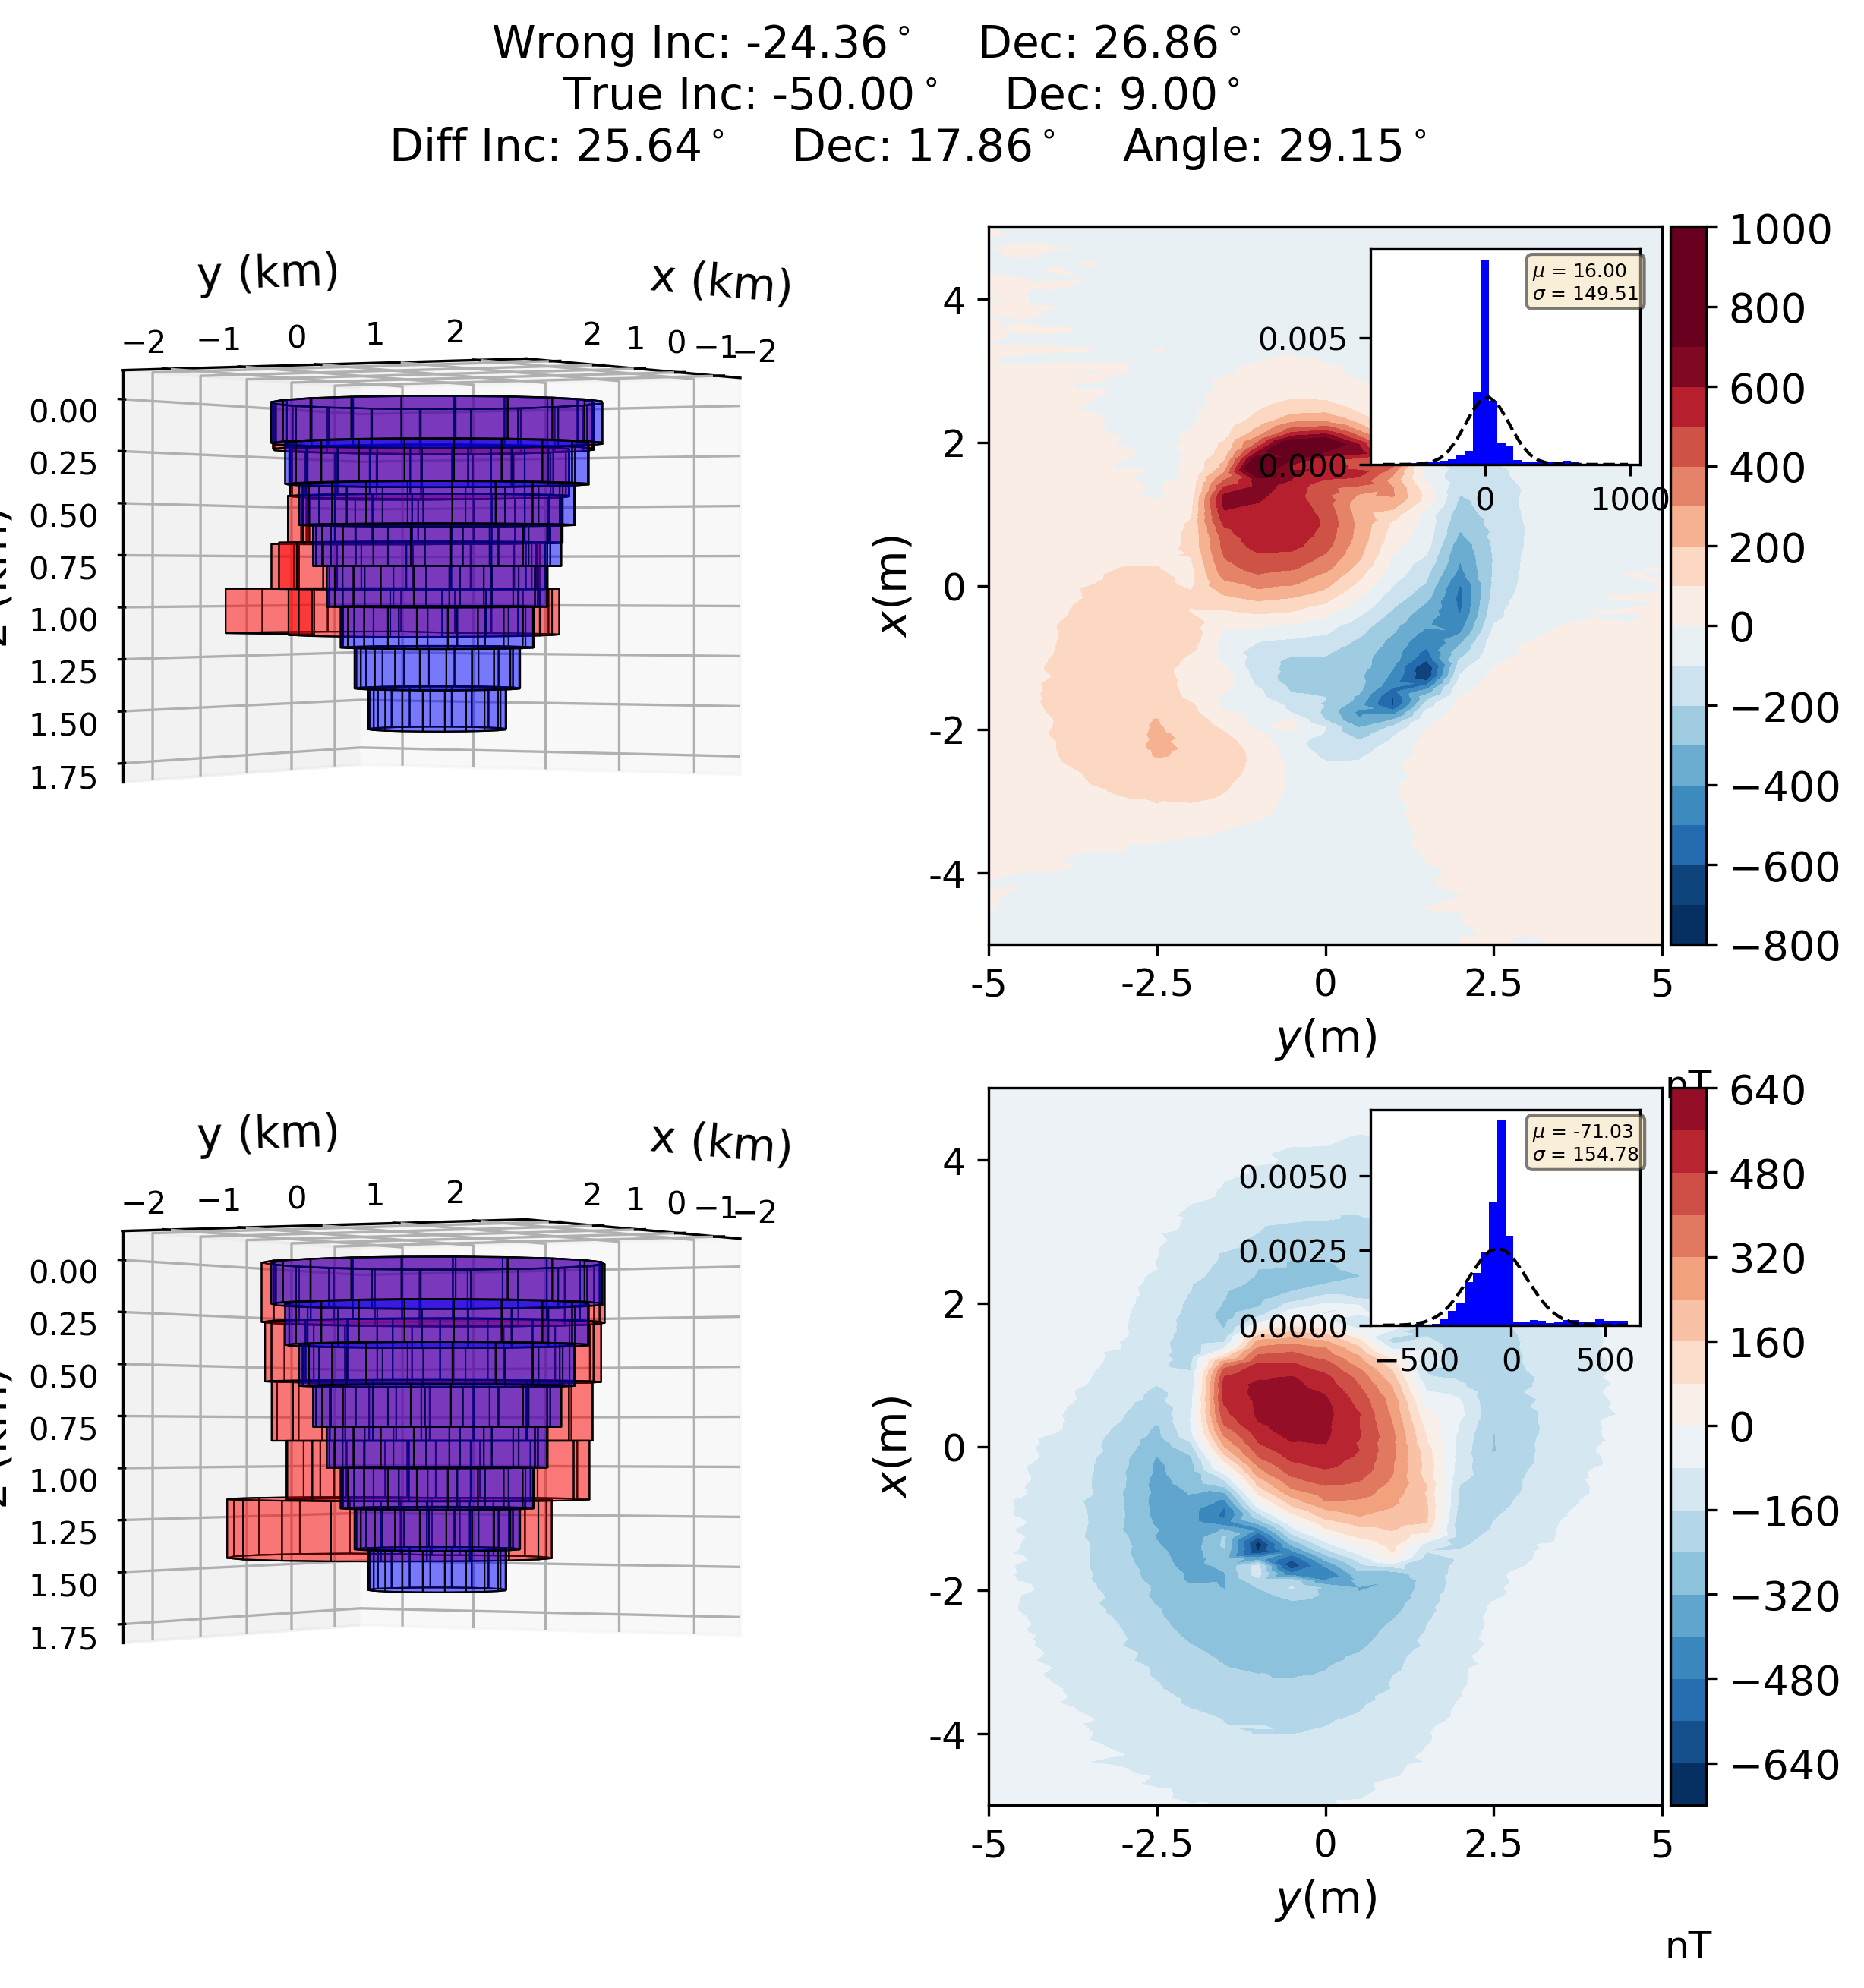 Wrong Inc: -24.36° Dec: 26.86°
True Inc: -50.00° Dec: 9.00°
Diff Inc: 25.64° Dec: 17.86° Angle: 29.15°
y (km)
x (km)
−2 −1 0 1 2
2 1 0 −1 −2
0.00
0.25
0.50
0.75
1.00
1.25
1.50
1.75
x(m)
4
2
0
-2
-4
-5 -2.5 0 2.5 5
y(m)
μ = 16.00
σ = 149.51
0.005
0.000
0 1000
1000
800
600
400
200
0
−200
−400
−600
−800
nT
y (km)
x (km)
−2 −1 0 1 2
2 1 0 −1 −2
0.00
0.25
0.50
0.75
1.00
1.25
1.50
1.75
x(m)
4
2
0
-2
-4
-5 -2.5 0 2.5 5
y(m)
μ = -71.03
σ = 154.78
0.0050
0.0025
0.0000
−500 0 500
640
480
320
160
0
−160
−320
−480
−640
nT